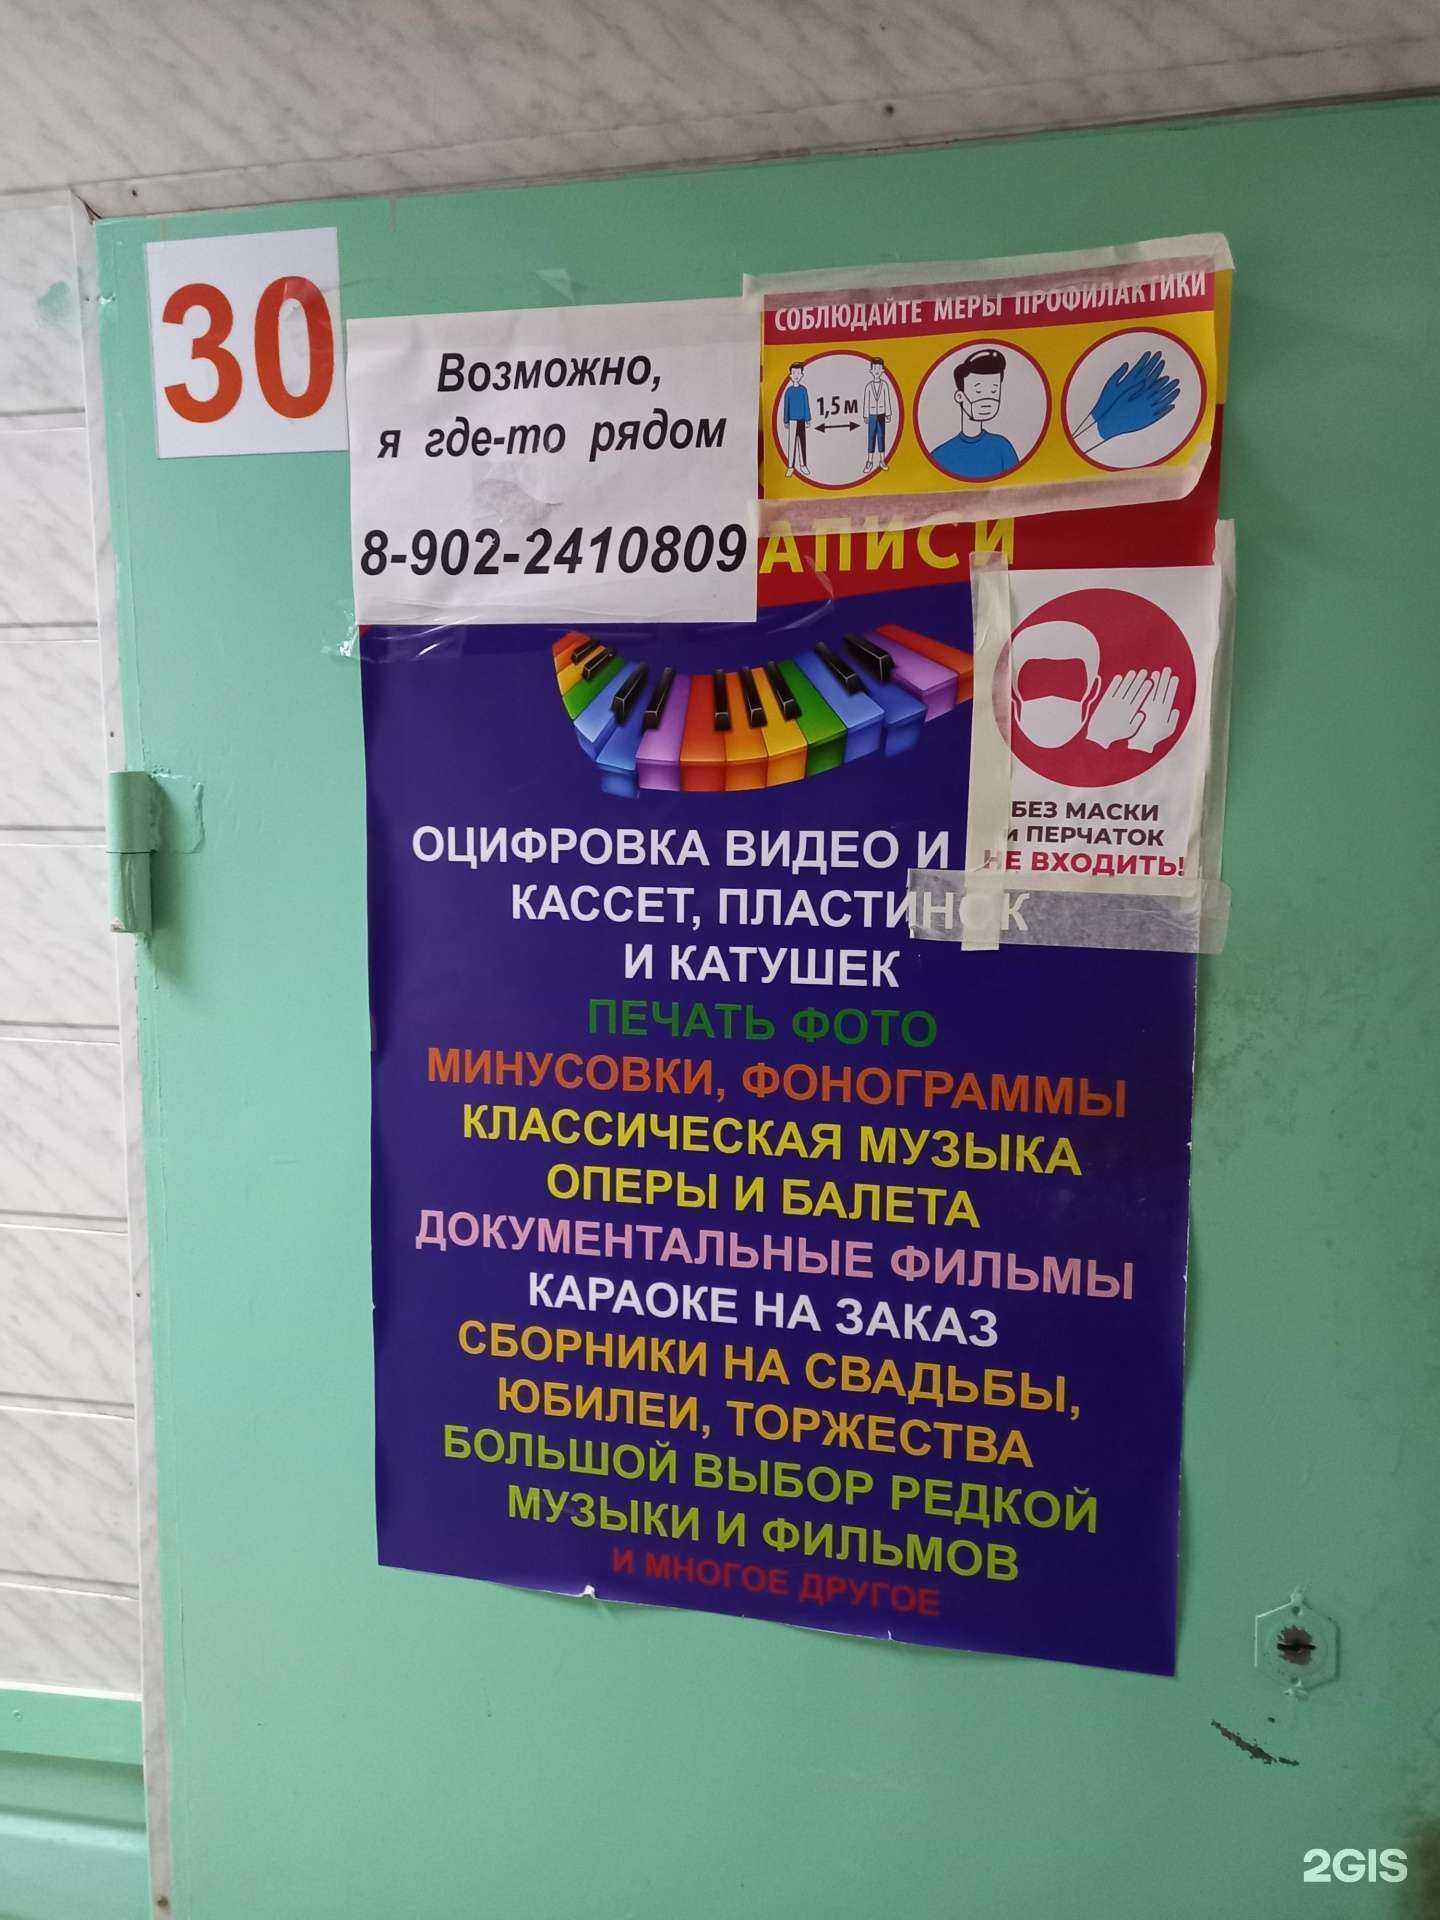 30
Возможно,
я где-то рядом
8-902-2410809
СОБЛЮДАЙТЕ МЕРЫ ПРОФИЛАКТИКИ
1,5 м
АПИСИ
БЕЗ МАСКИ
и ПЕРЧАТОК
НЕ ВХОДИТЬ!
ОЦИФРОВКА ВИДЕО И
КАССЕТ, ПЛАСТИНОК
И КАТУШЕК
ПЕЧАТЬ ФОТО
МИНУСОВКИ, ФОНОГРАММЫ
КЛАССИЧЕСКАЯ МУЗЫКА
ОПЕРЫ И БАЛЕТА
ДОКУМЕНТАЛЬНЫЕ ФИЛЬМЫ
КАРАОКЕ НА ЗАКАЗ
СБОРНИКИ НА СВАДЬБЫ,
ЮБИЛЕИ, ТОРЖЕСТВА
БОЛЬШОЙ ВЫБОР РЕДКОЙ
МУЗЫКИ И ФИЛЬМОВ
И МНОГОЕ ДРУГОЕ
2GIS